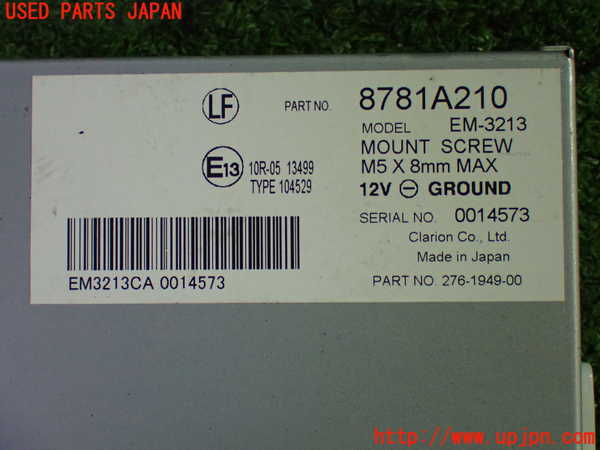 USED PARTS JAPAN
LF
PART NO. 8781A210
MODEL EM-3213
MOUNT SCREW
M5 X 8mm MAX
12V ⊖ GROUND
E13 10R-05 13499
TYPE 104529
SERIAL NO. 0014573
Clarion Co., Ltd.
Made in Japan
EM3213CA 0014573
PART NO. 276-1949-00
http://www.upjpn.com/